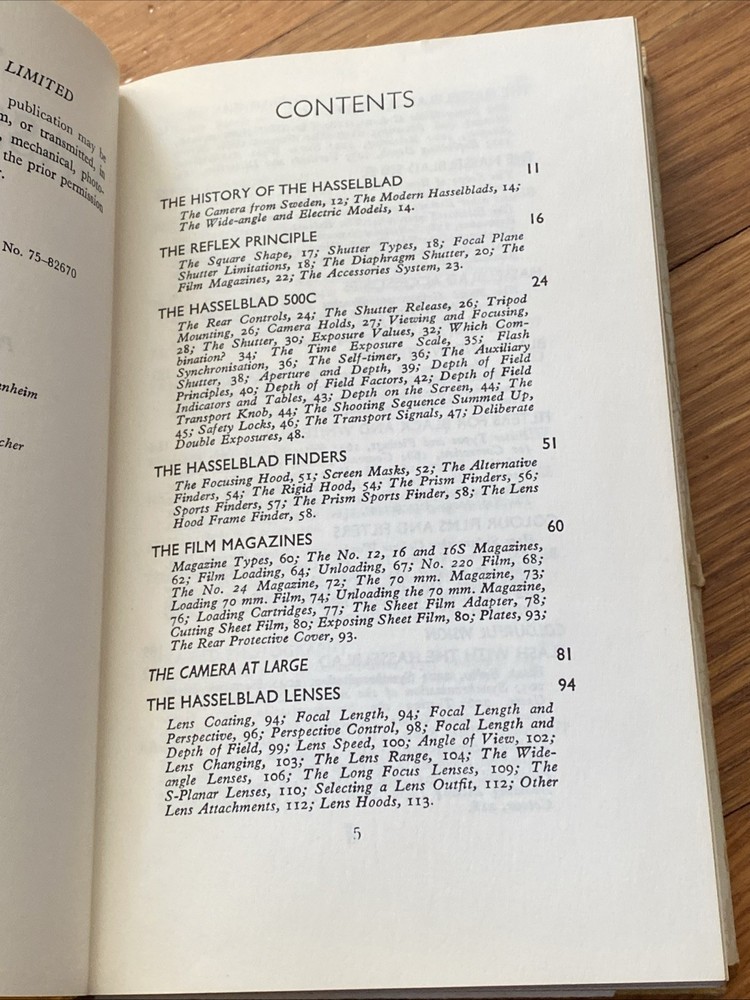 LIMITED
publication may be
or transmitted, in
mechanical, photo-
the prior permission
No. 75-82670
CONTENTS
THE HISTORY OF THE HASSELBLAD 11
The Camera from Sweden, 12; The Modern Hasselblads, 14;
The Wide-angle and Electric Models, 14.
THE REFLEX PRINCIPLE 16
The Square Shape, 17; Shutter Types, 18; Focal Plane
Shutter Limitations, 18; The Diaphragm Shutter, 20; The
Film Magazines, 22; The Accessories System, 23.
THE HASSELBLAD 500C 24
The Rear Controls, 24; The Shutter Release, 26; Tripod
Mounting, 26; Camera Holds, 27; Viewing and Focusing,
28; The Shutter, 30; Exposure Values, 32; Which Com-
bination? 34; The Time Exposure Scale, 35; Flash
Synchronisation, 36; The Self-timer, 36; The Auxiliary
Shutter, 38; Aperture and Depth, 39; Depth of Field
Principles, 40; Depth of Field Factors, 42; Depth of Field
Indicators and Tables, 43; Depth on the Screen, 44; The
Transport Knob, 44; The Shooting Sequence Summed Up,
45; Safety Locks, 46; The Transport Signals, 47; Deliberate
Double Exposures, 48.
THE HASSELBLAD FINDERS 51
The Focusing Hood, 51; Screen Masks, 52; The Alternative
Finders, 54; The Rigid Hood, 54; The Prism Finders, 56;
Sports Finders, 57; The Prism Sports Finder, 58; The Lens
Hood Frame Finder, 58.
THE FILM MAGAZINES 60
Magazine Types, 60; The No. 12, 16 and 16S Magazines,
62; Film Loading, 64; Unloading, 67; No. 220 Film, 68;
The No. 24 Magazine, 72; The 70 mm. Magazine, 73;
Loading 70 mm. Film, 74; Unloading the 70 mm. Magazine,
76; Loading Cartridges, 77; The Sheet Film Adapter, 78;
Cutting Sheet Film, 80; Exposing Sheet Film, 80; Plates, 93;
The Rear Protective Cover, 93.
THE CAMERA AT LARGE 81
THE HASSELBLAD LENSES 94
Lens Coating, 94; Focal Length, 94; Focal Length and
Perspective, 96; Perspective Control, 98; Focal Length and
Depth of Field, 99; Lens Speed, 100; Angle of View, 102;
Lens Changing, 103; The Lens Range, 104; The Wide-
angle Lenses, 106; The Long Focus Lenses, 109; The
S-Planar Lenses, 110; Selecting a Lens Outfit, 112; Other
Lens Attachments, 112; Lens Hoods, 113.
5